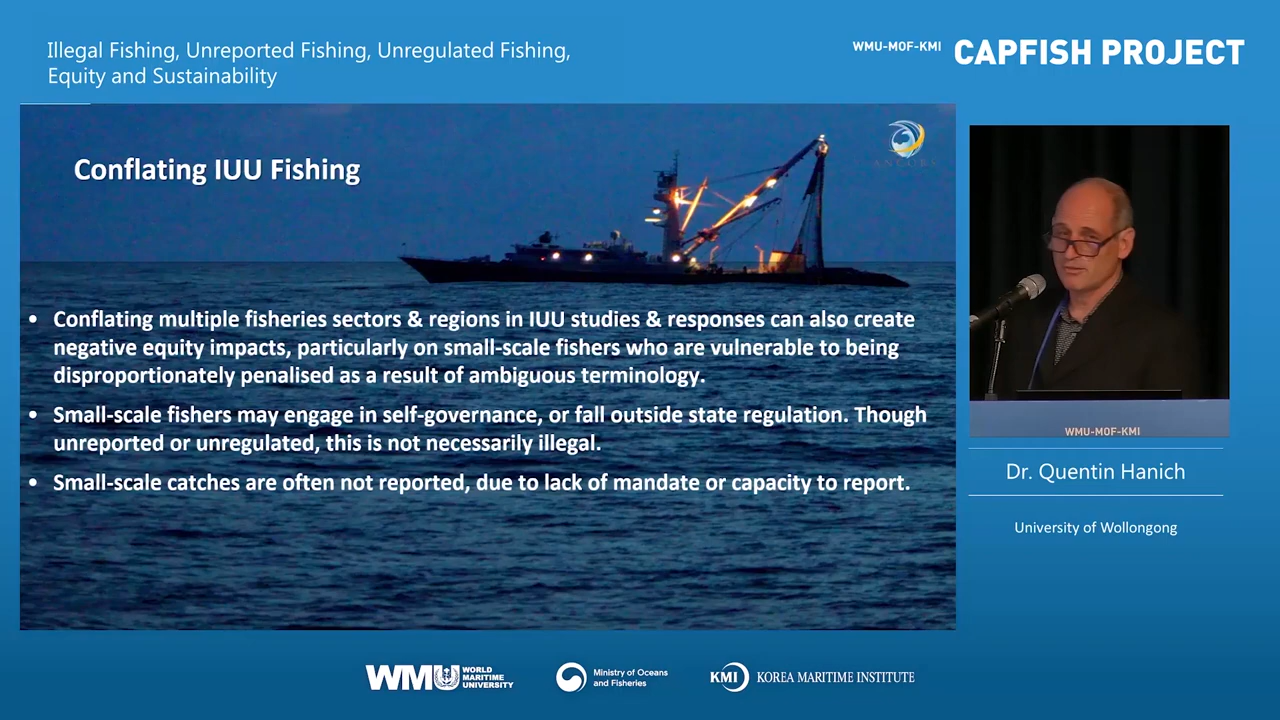 Illegal Fishing, Unreported Fishing, Unregulated Fishing,
Equity and Sustainability
WMU-MOF-KMI CAPFISH PROJECT
ANCORS
Conflating IUU Fishing
• Conflating multiple fisheries sectors & regions in IUU studies & responses can also create
negative equity impacts, particularly on small-scale fishers who are vulnerable to being
disproportionately penalised as a result of ambiguous terminology.
• Small-scale fishers may engage in self-governance, or fall outside state regulation. Though
unreported or unregulated, this is not necessarily illegal.
• Small-scale catches are often not reported, due to lack of mandate or capacity to report.
WMU-MOF-KMI
Dr. Quentin Hanich
University of Wollongong
WMU WORLD
MARITIME
UNIVERSITY
Ministry of Oceans
and Fisheries
KMI KOREA MARITIME INSTITUTE